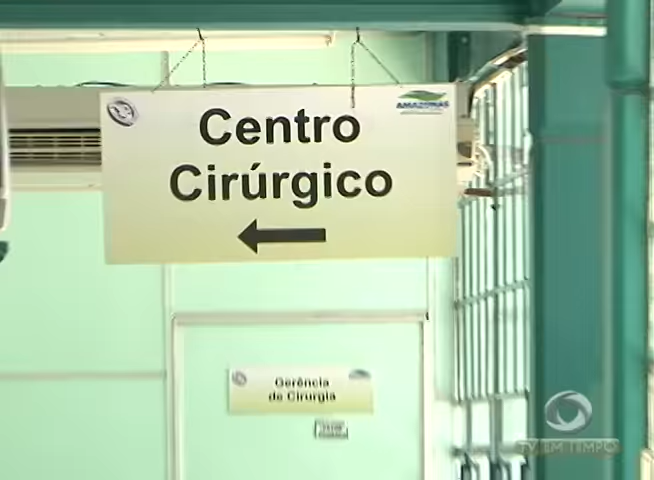 AMAZONAS
Centro
Cirúrgico
Gerência
de Cirurgia
TV EM TEMPO